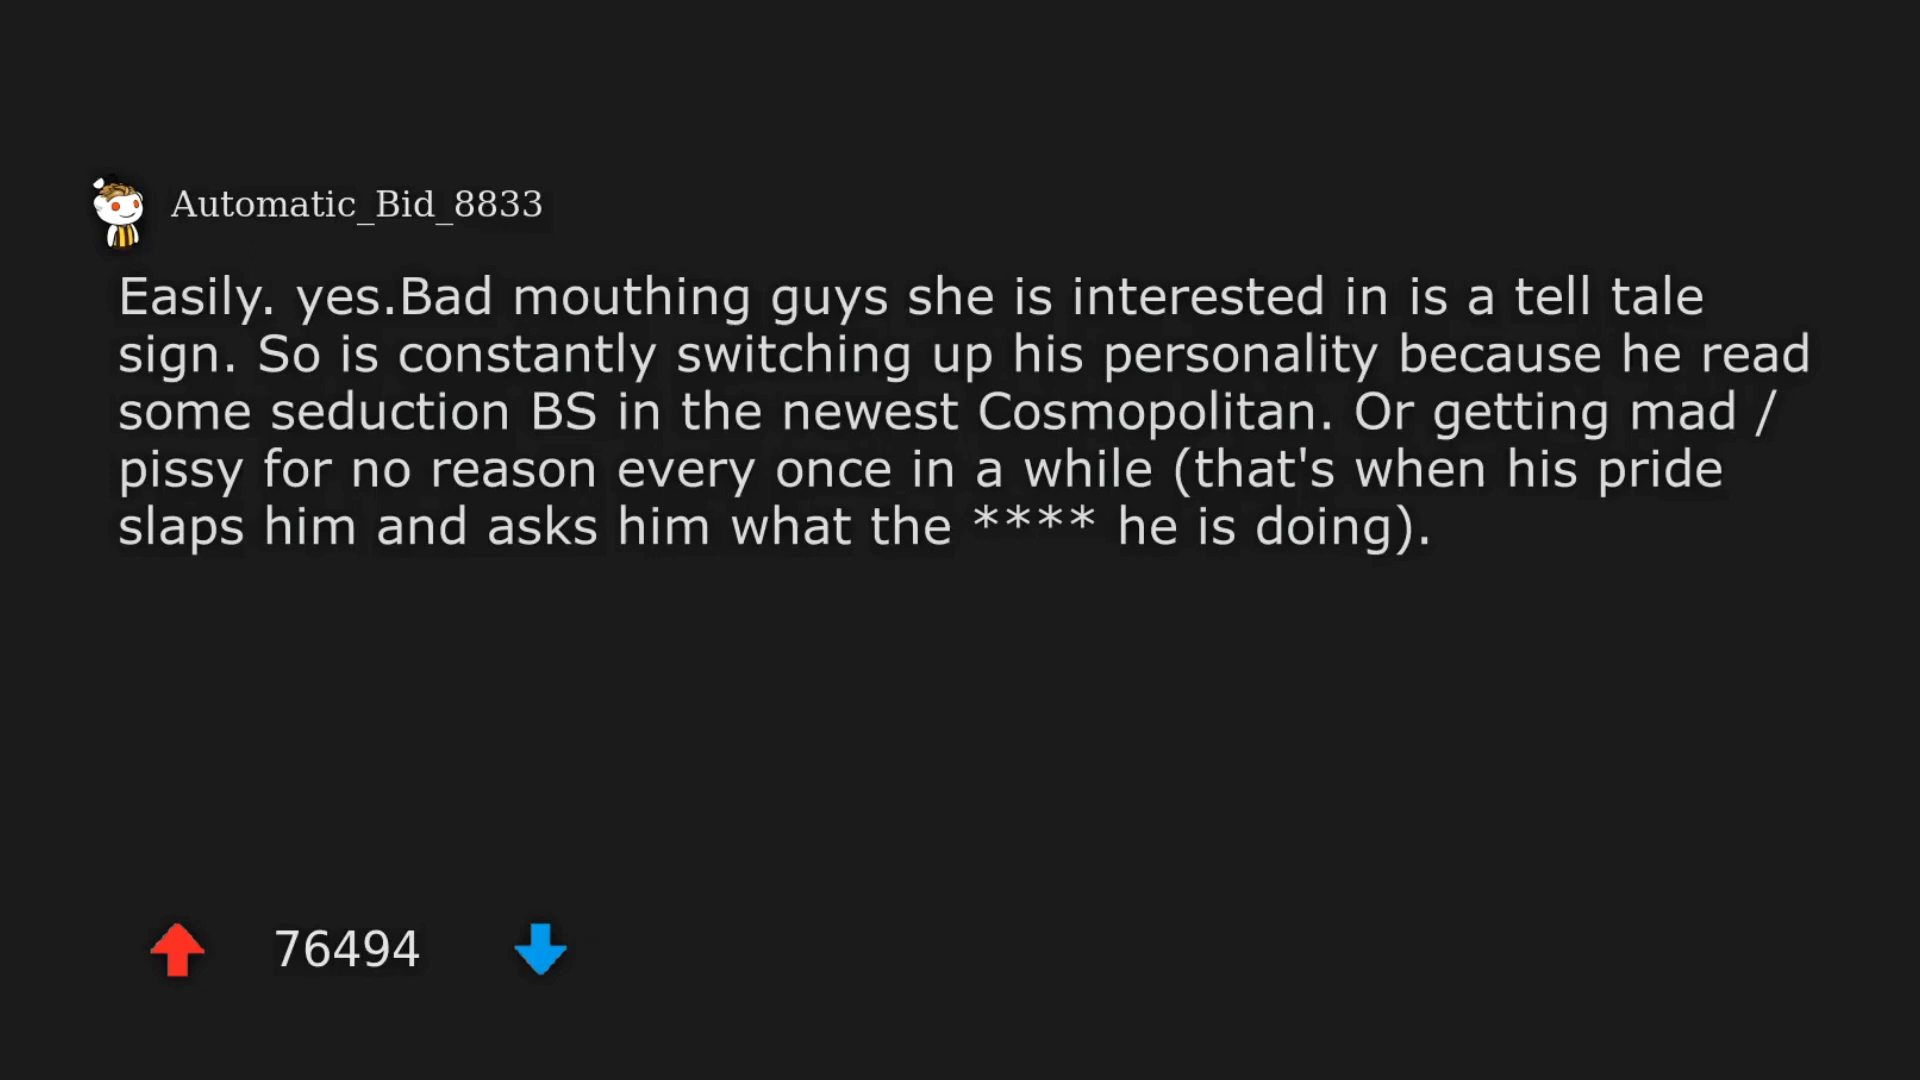 Automatic_Bid_8833
Easily. yes.Bad mouthing guys she is interested in is a tell tale
sign. So is constantly switching up his personality because he read
some seduction BS in the newest Cosmopolitan. Or getting mad /
pissy for no reason every once in a while (that's when his pride
slaps him and asks him what the **** he is doing).
76494